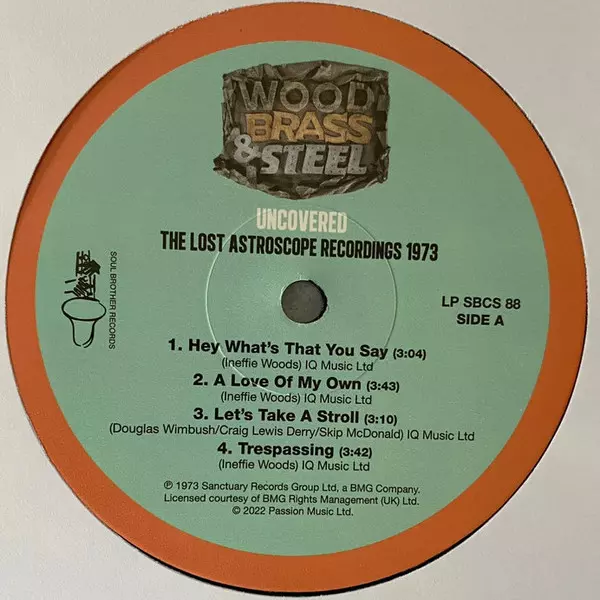 WOOD
BRASS
& STEEL
UNCOVERED
THE LOST ASTROSCOPE RECORDINGS 1973
SOUL BROTHER RECORDS
LP SBCS 88
SIDE A
1. Hey What's That You Say (3:04)
(Ineffie Woods) IQ Music Ltd
2. A Love Of My Own (3:43)
(Ineffie Woods) IQ Music Ltd
3. Let's Take A Stroll (3:10)
(Douglas Wimbush/Craig Lewis Derry/Skip McDonald) IQ Music Ltd
4. Trespassing (3:42)
(Ineffie Woods) IQ Music Ltd
℗ 1973 Sanctuary Records Group Ltd, a BMG Company.
Licensed courtesy of BMG Rights Management (UK) Ltd.
© 2022 Passion Music Ltd.